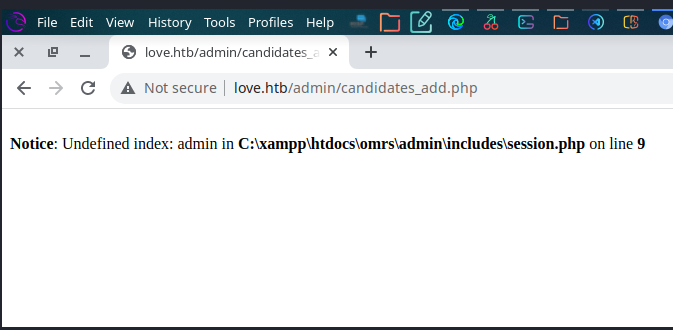 File Edit View History Tools Profiles Help
love.htb/admin/candidates_a
Not secure love.htb/admin/candidates_add.php
Notice: Undefined index: admin in C:\xampp\htdocs\omrs\admin\includes\session.php on line 9